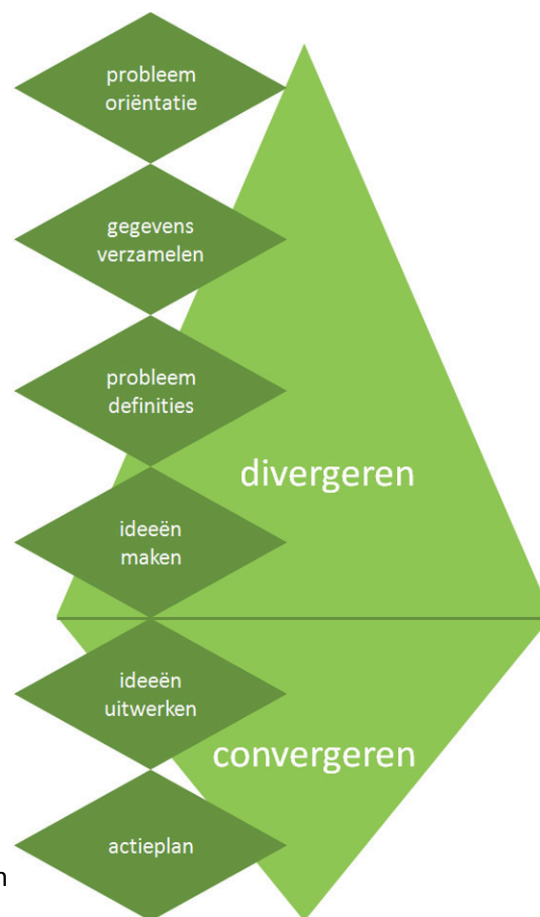 probleem
oriëntatie
gegevens
verzamelen
probleem
definities
divergeren
ideeën
maken
ideeën
uitwerken
convergeren
actieplan